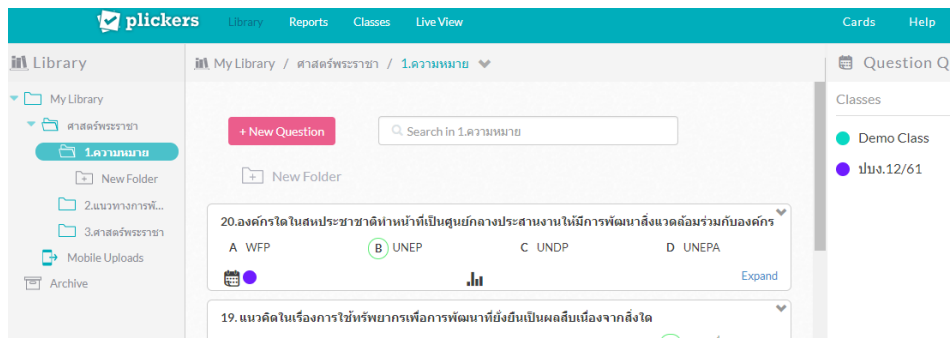 plickers Library Reports Classes Live View Cards Help
Library
My Library / ศาสตร์พระราชา / 1.ความหมาย
Question Q
My Library
ศาสตร์พระราชา
1.ความหมาย
New Folder
2.แนวทางการพั...
3.ศาสตร์พระราชา
Mobile Uploads
Archive
+ New Question
Search in 1.ความหมาย
New Folder
20.องค์กรใดในสหประชาชาติทำหน้าที่เป็นศูนย์กลางประสานงานให้มีการพัฒนาสิ่งแวดล้อมร่วมกับองค์กร
A WFP B UNEP C UNDP D UNEPA
Expand
19. แนวคิดในเรื่องการใช้ทรัพยากรเพื่อการพัฒนาที่ยั่งยืนเป็นผลสืบเนื่องจากสิ่งใด
Classes
Demo Class
ปบง.12/61